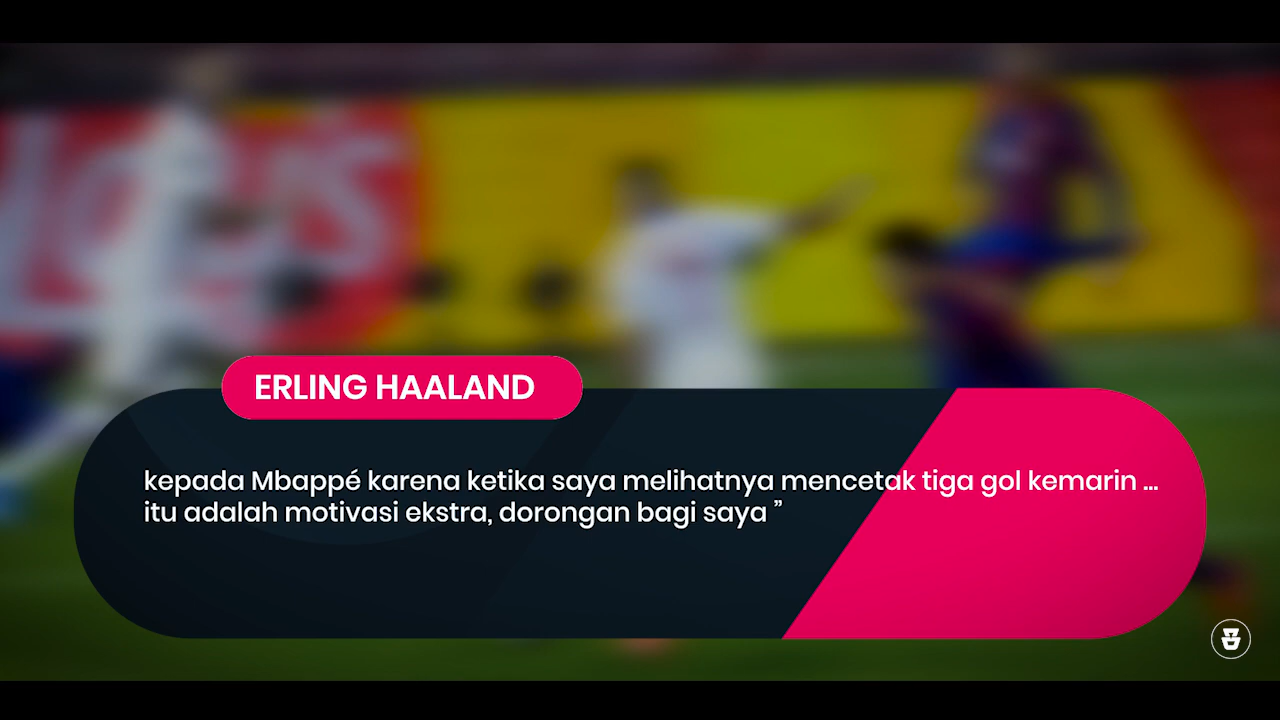 ERLING HAALAND
kepada Mbappé karena ketika saya melihatnya mencetak tiga gol kemarin ...
itu adalah motivasi ekstra, dorongan bagi saya ”